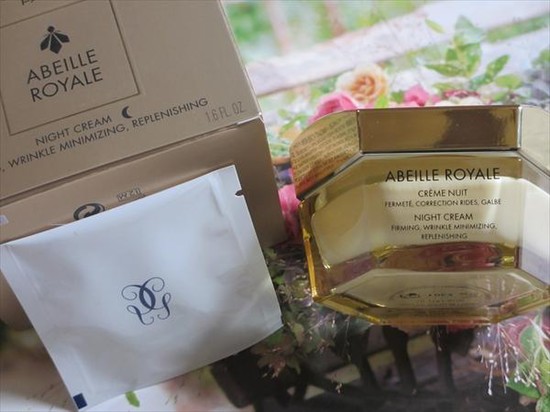 ABEILLE
ROYALE
NIGHT CREAM
, WRINKLE MINIMIZING, REPLENISHING
1.6 FL OZ
ABEILLE ROYALE
CRÈME NUIT
FERMETÉ, CORRECTION RIDES, GALBE
NIGHT CREAM
FIRMING, WRINKLE MINIMIZING,
REPLENISHING